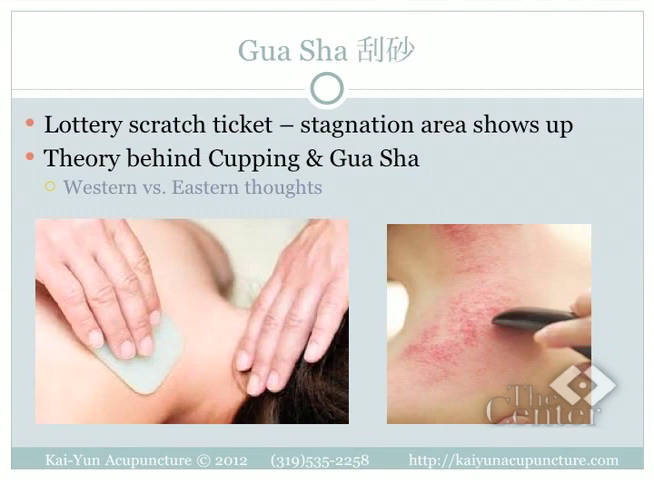 Gua Sha 刮砂
Lottery scratch ticket – stagnation area shows up
Theory behind Cupping & Gua Sha
Western vs. Eastern thoughts
The
Center
Kai-Yun Acupuncture © 2012 (319)535-2258 http://kaiyunacupuncture.com